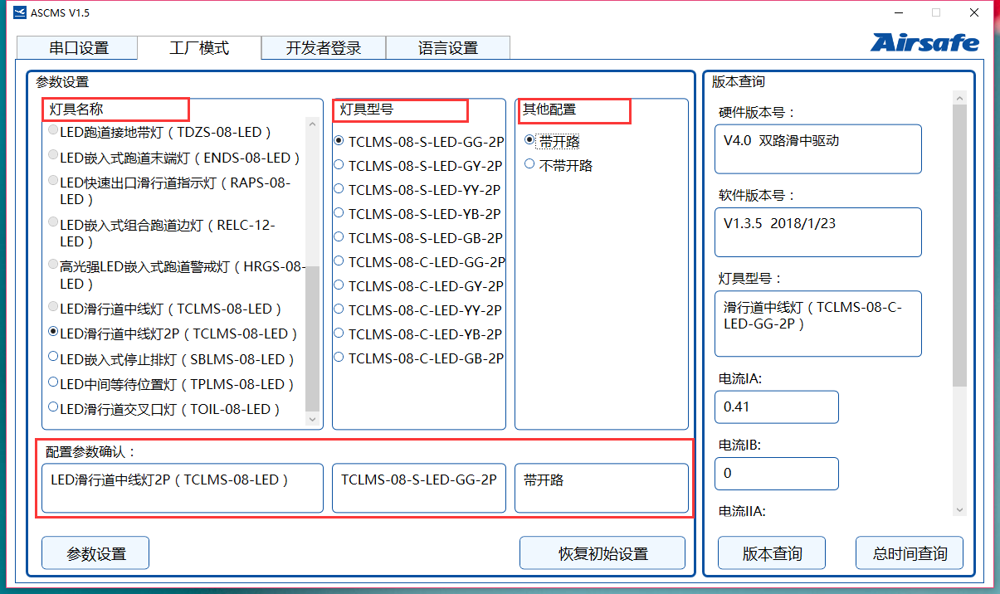 ASCMS V1.5
串口设置
工厂模式
开发者登录
语言设置
Airsafe
参数设置
灯具名称
LED跑道接地带灯（TDZS-08-LED）
LED嵌入式跑道末端灯（ENDS-08-LED）
LED快速出口滑行道指示灯（RAPS-08-
LED）
LED嵌入式组合跑道边灯（RELC-12-
LED）
高光强LED嵌入式跑道警戒灯（HRGS-08-
LED）
LED滑行道中线灯（TCLMS-08-LED）
LED滑行道中线灯2P（TCLMS-08-LED）
LED嵌入式停止排灯（SBLMS-08-LED）
LED中间等待位置灯（TPLMS-08-LED）
LED滑行道交叉口灯（TOIL-08-LED）
灯具型号
TCLMS-08-S-LED-GG-2P
TCLMS-08-S-LED-GY-2P
TCLMS-08-S-LED-YY-2P
TCLMS-08-S-LED-YB-2P
TCLMS-08-S-LED-GB-2P
TCLMS-08-C-LED-GG-2P
TCLMS-08-C-LED-GY-2P
TCLMS-08-C-LED-YY-2P
TCLMS-08-C-LED-YB-2P
TCLMS-08-C-LED-GB-2P
其他配置
带开路
不带开路
配置参数确认：
LED滑行道中线灯2P（TCLMS-08-LED）
TCLMS-08-S-LED-GG-2P
带开路
参数设置
恢复初始设置
版本查询
硬件版本号：
V4.0 双路滑中驱动
软件版本号：
V1.3.5 2018/1/23
灯具型号：
滑行道中线灯（TCLMS-08-C-
LED-GG-2P）
电流IA:
0.41
电流IB:
0
电流IIA:
版本查询
总时间查询